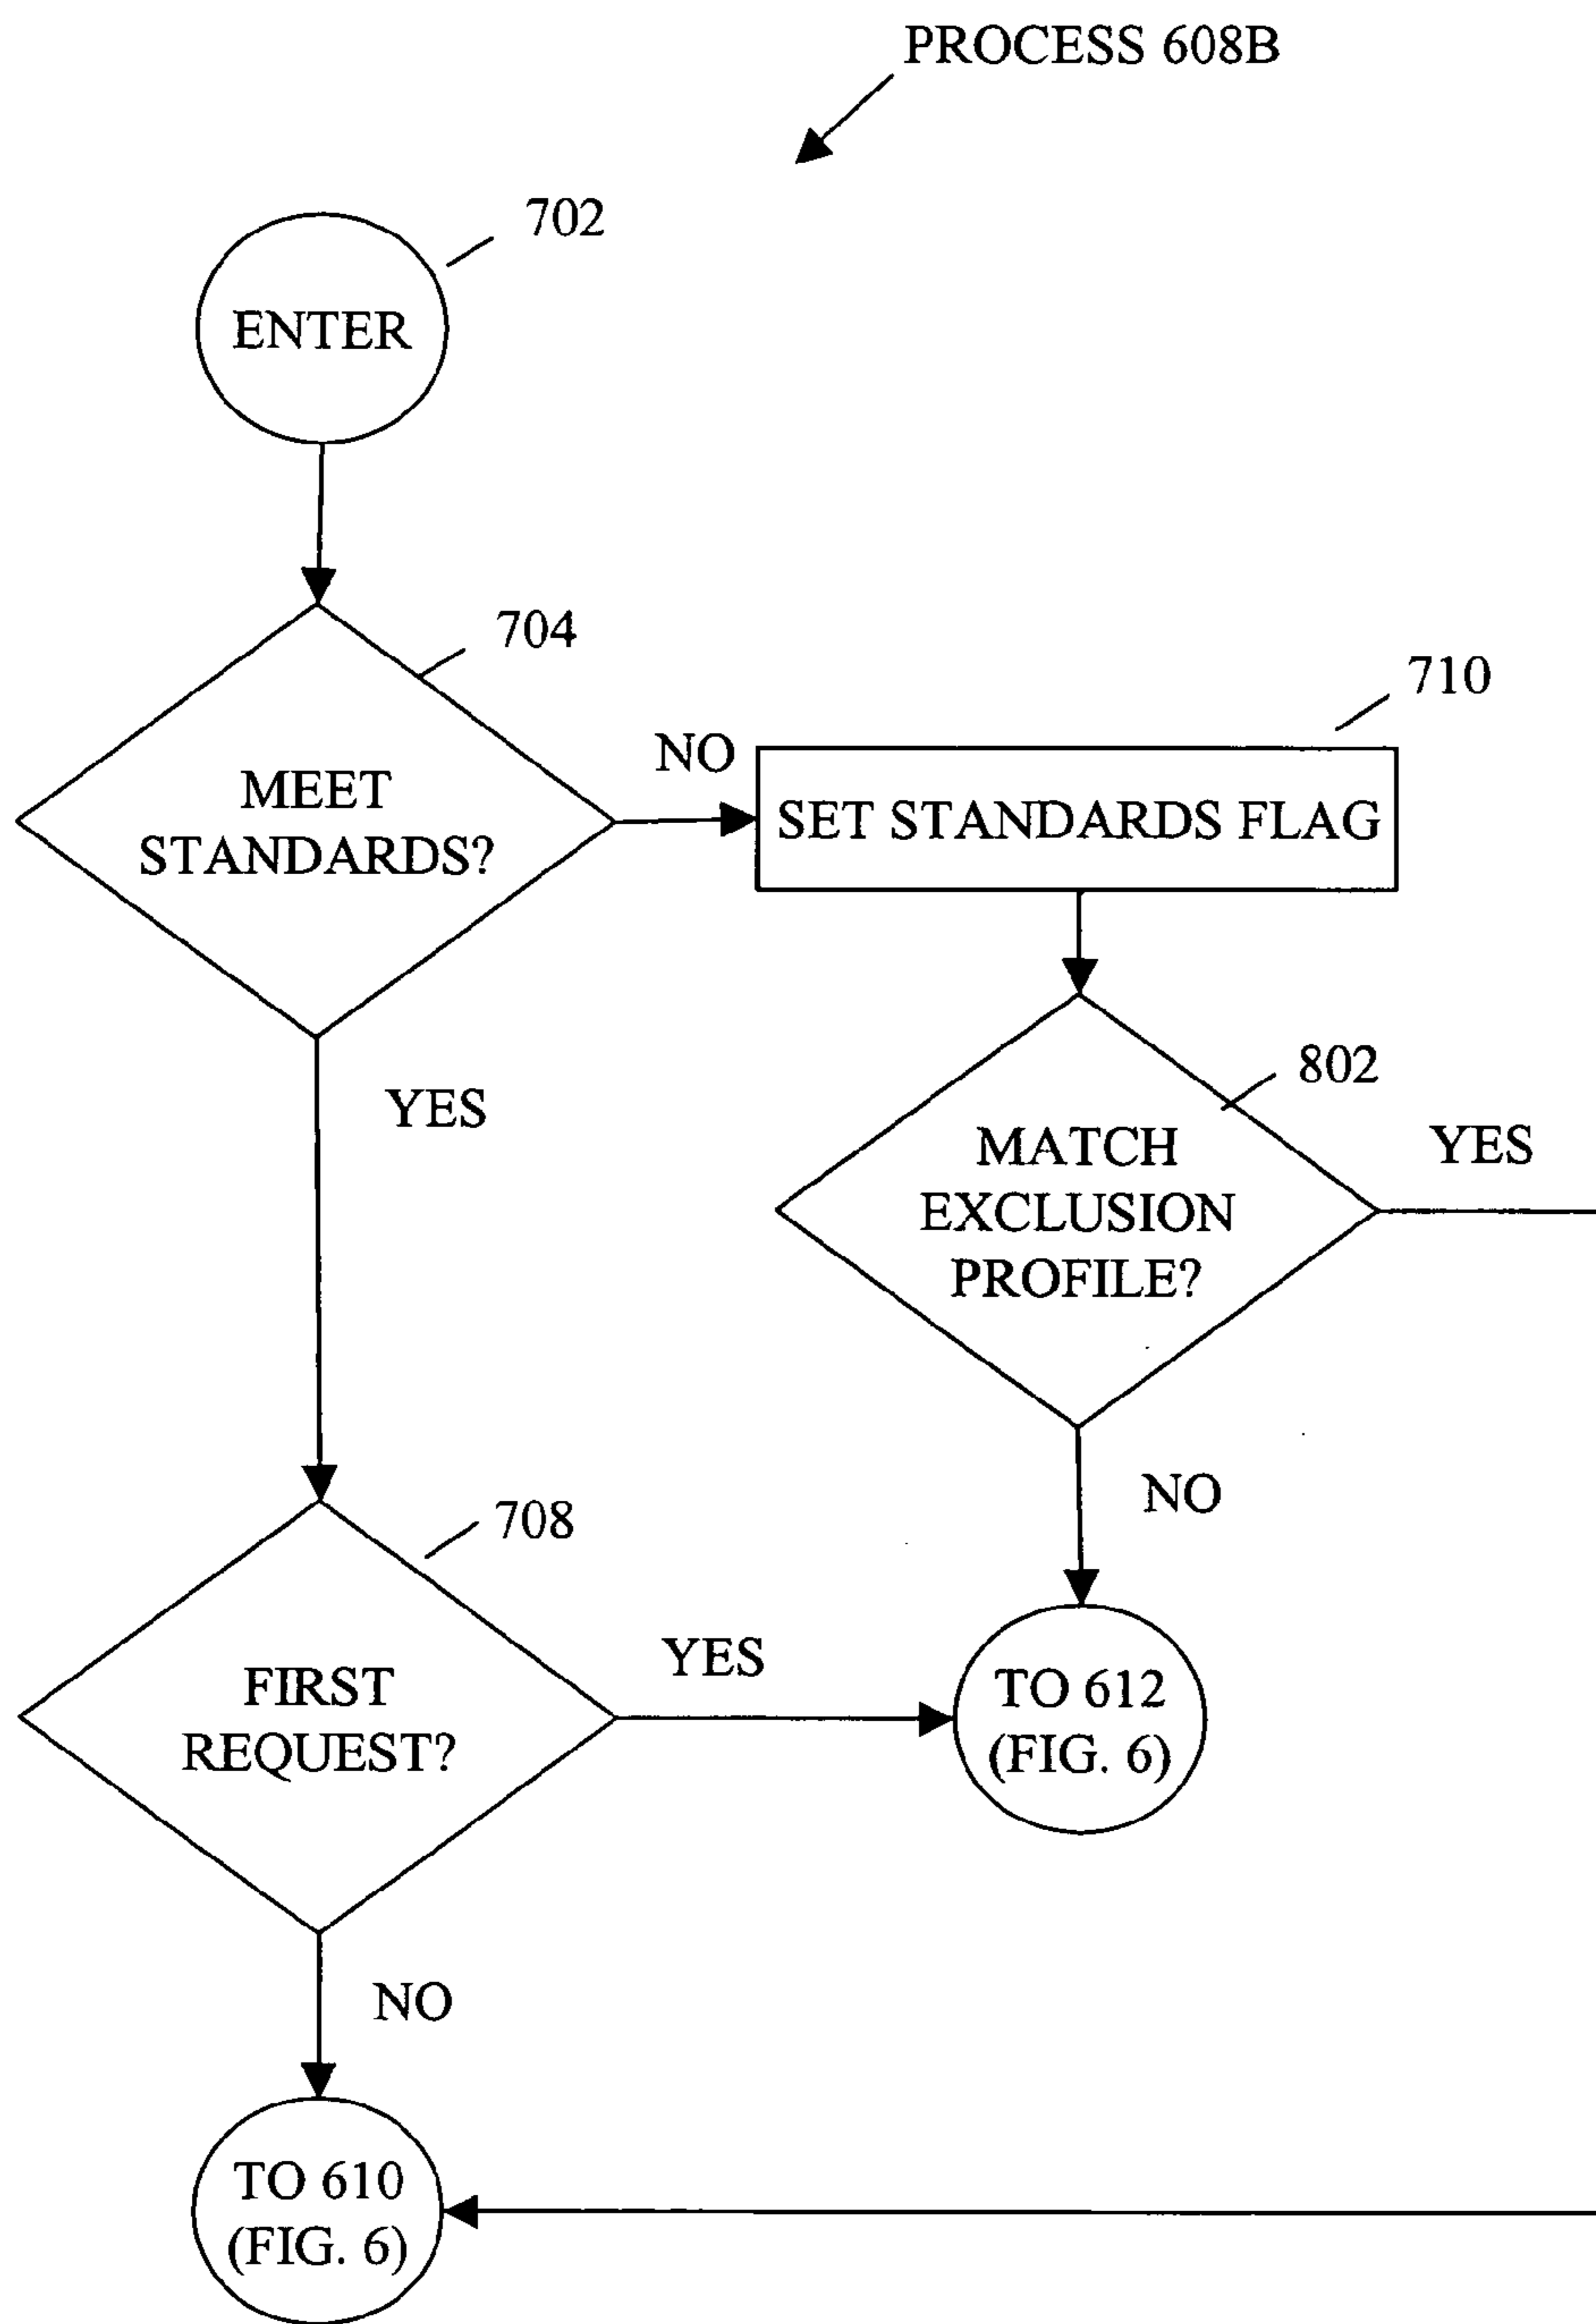 PROCESS 608B
702
ENTER
704
MEET
STANDARDS?
NO
710
SET STANDARDS FLAG
YES
802
MATCH
EXCLUSION
PROFILE?
YES
NO
708
FIRST
REQUEST?
YES
TO 612
(FIG. 6)
NO
TO 610
(FIG. 6)